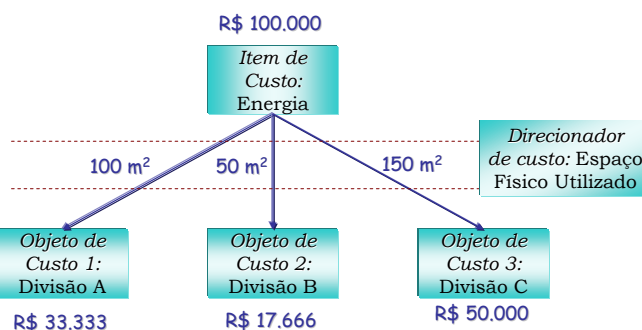 R$ 100.000
Item de
Custo:
Energia
Direcionador
de custo: Espaço
Físico Utilizado
100 m²
50 m²
150 m²
Objeto de
Custo 1:
Divisão A
Objeto de
Custo 2:
Divisão B
Objeto de
Custo 3:
Divisão C
R$ 33.333
R$ 17.666
R$ 50.000